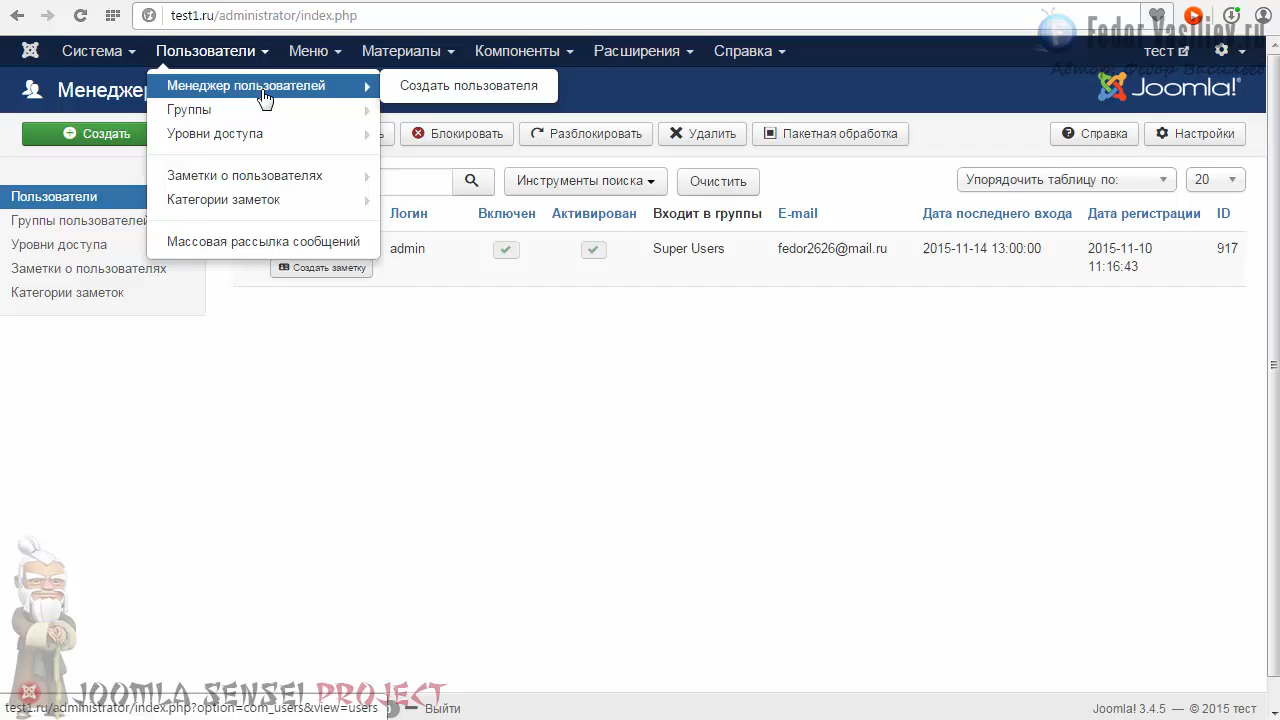 test1.ru/administrator/index.php
Fedor Vasiliev.ru
Автор: Федор Васильев
Система Пользователи Меню Материалы Компоненты Расширения Справка тест
Менеджер
Joomla!
Менеджер пользователей
Создать пользователя
Группы
Уровни доступа
Заметки о пользователях
Категории заметок
Массовая рассылка сообщений
Создать Блокировать Разблокировать Удалить Пакетная обработка Справка Настройки
Инструменты поиска Очистить Упорядочить таблицу по: 20
Пользователи
Группы пользователей
Уровни доступа
Заметки о пользователях
Категории заметок
Логин Включен Активирован Входит в группы E-mail Дата последнего входа Дата регистрации ID
admin Super Users fedor2626@mail.ru 2015-11-14 13:00:00 2015-11-10 11:16:43 917
Создать заметку
JOOMLA SENSEI PROJECT
test1.ru/administrator/index.php?option=com_users&view=users
Выйти
Joomla! 3.4.5 — © 2015 тест